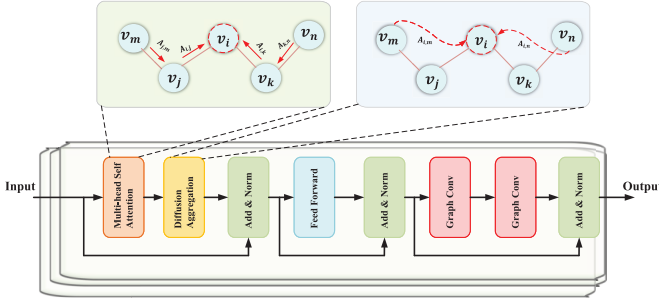 v_m
A_{j,m}
A_{i,j}
v_i
A_{i,k}
A_{k,n}
v_n
v_j
v_k
v_m
A_{i,m}
v_i
A_{i,n}
v_n
v_j
v_k
Input
Multi-head Self
Attention
Diffusion
Aggregation
Add & Norm
Feed Forward
Add & Norm
Graph Conv
Graph Conv
Add & Norm
Output